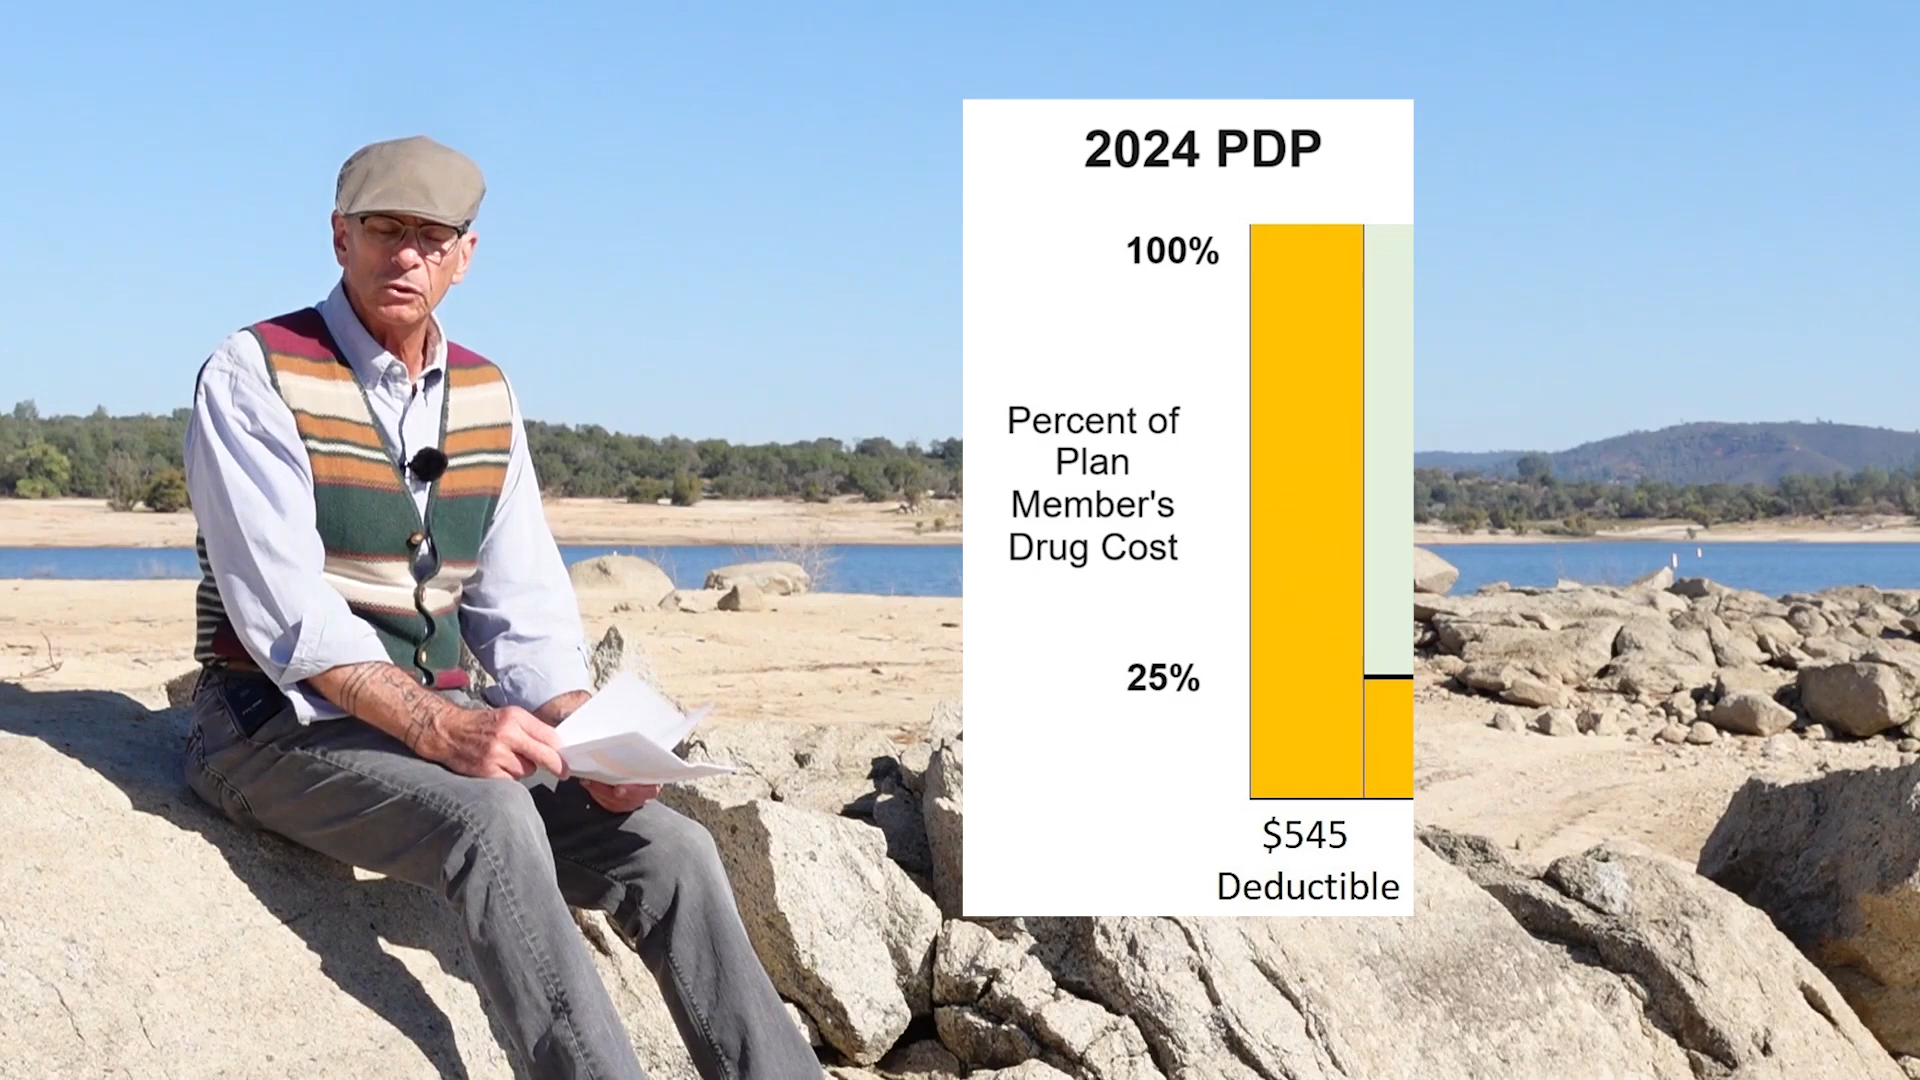 2024 PDP
100%
Percent of
Plan
Member's
Drug Cost
25%
$545
Deductible